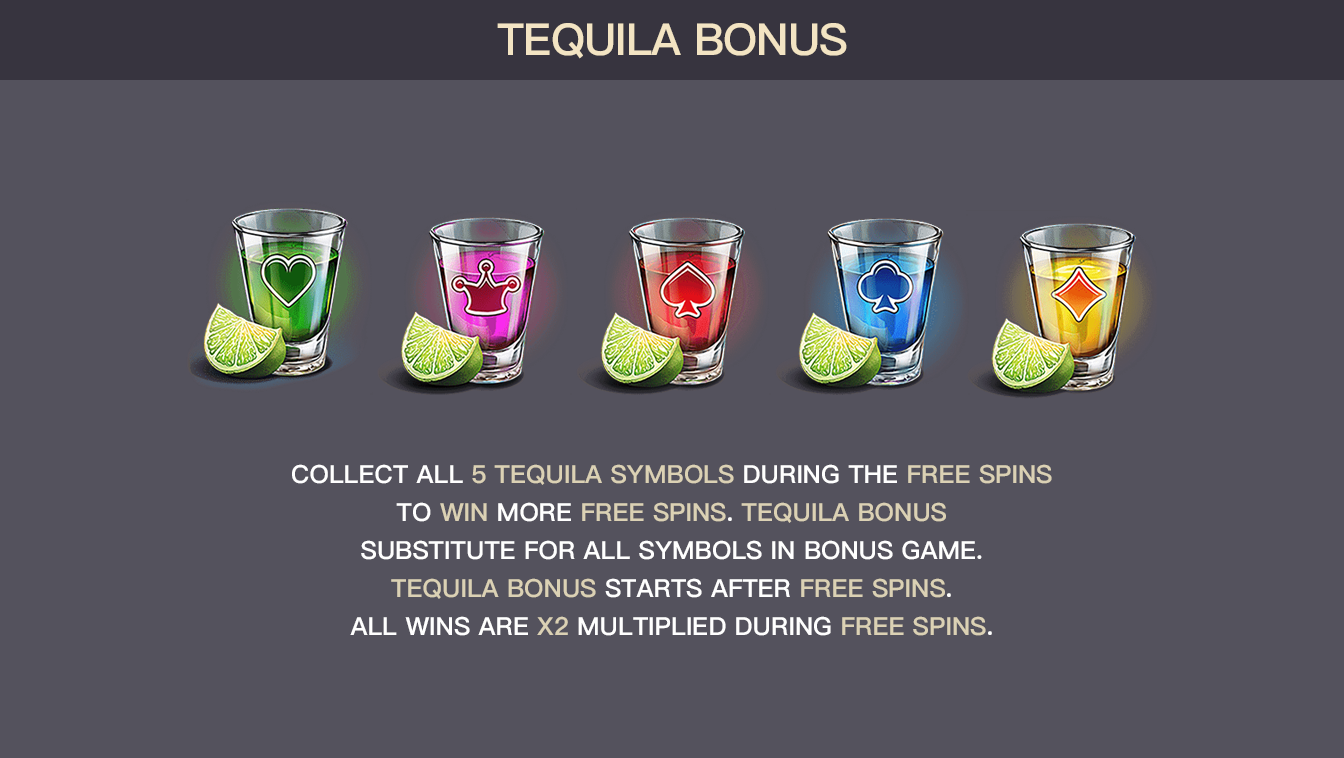 TEQUILA BONUS
COLLECT ALL 5 TEQUILA SYMBOLS DURING THE FREE SPINS
TO WIN MORE FREE SPINS. TEQUILA BONUS
SUBSTITUTE FOR ALL SYMBOLS IN BONUS GAME.
TEQUILA BONUS STARTS AFTER FREE SPINS.
ALL WINS ARE X2 MULTIPLIED DURING FREE SPINS.